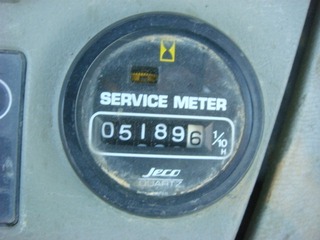 SERVICE METER
051896 1/10
H
Jeco
QUARTZ